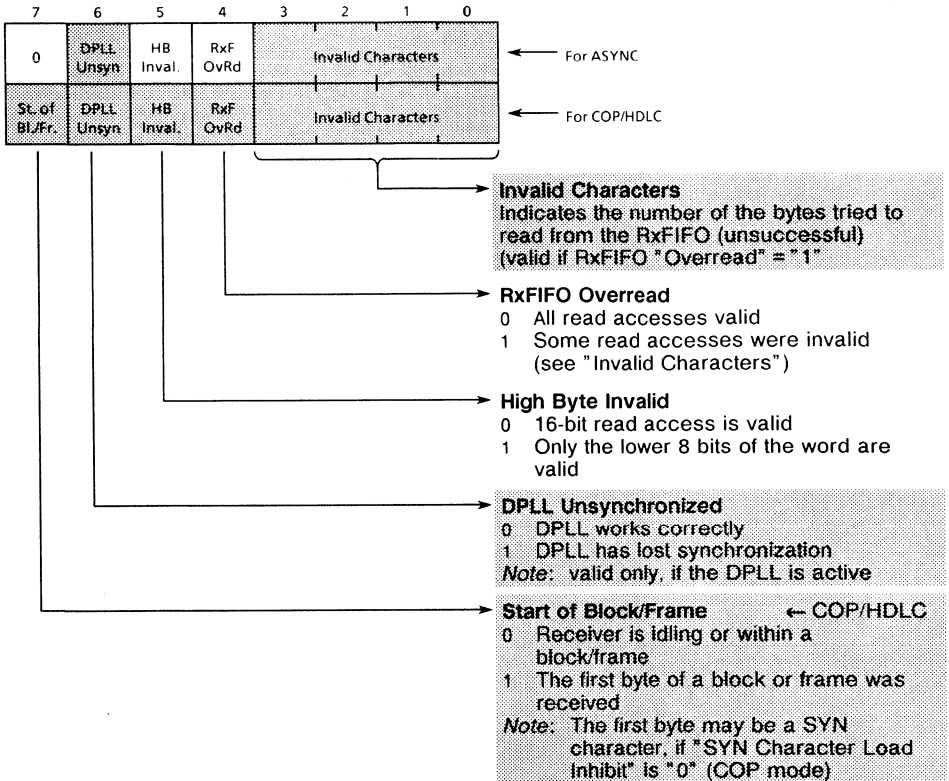 7 6 5 4 3 2 1 0
0 DPLL Unsyn HB Inval. RxF OvRd Invalid Characters ← For ASYNC
St. of Bl./Fr. DPLL Unsyn HB Inval. RxF OvRd Invalid Characters ← For COP/HDLC
Invalid Characters
Indicates the number of the bytes tried to
read from the RxFIFO (unsuccessful)
(valid if RxFIFO "Overread" = "1"
RxFIFO Overread
0 All read accesses valid
1 Some read accesses were invalid
(see "Invalid Characters")
High Byte Invalid
0 16-bit read access is valid
1 Only the lower 8 bits of the word are
valid
DPLL Unsynchronized
0 DPLL works correctly
1 DPLL has lost synchronization
Note: valid only, if the DPLL is active
Start of Block/Frame ← COP/HDLC
0 Receiver is idling or within a
block/frame
1 The first byte of a block or frame was
received
Note: The first byte may be a SYN
character, if "SYN Character Load
Inhibit" is "0" (COP mode)